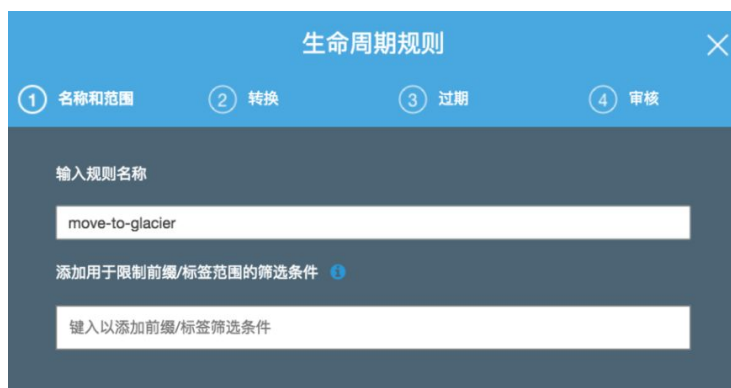 生命周期规则
1 名称和范围 2 转换 3 过期 4 审核
输入规则名称
move-to-glacier
添加用于限制前缀/标签范围的筛选条件
键入以添加前缀/标签筛选条件